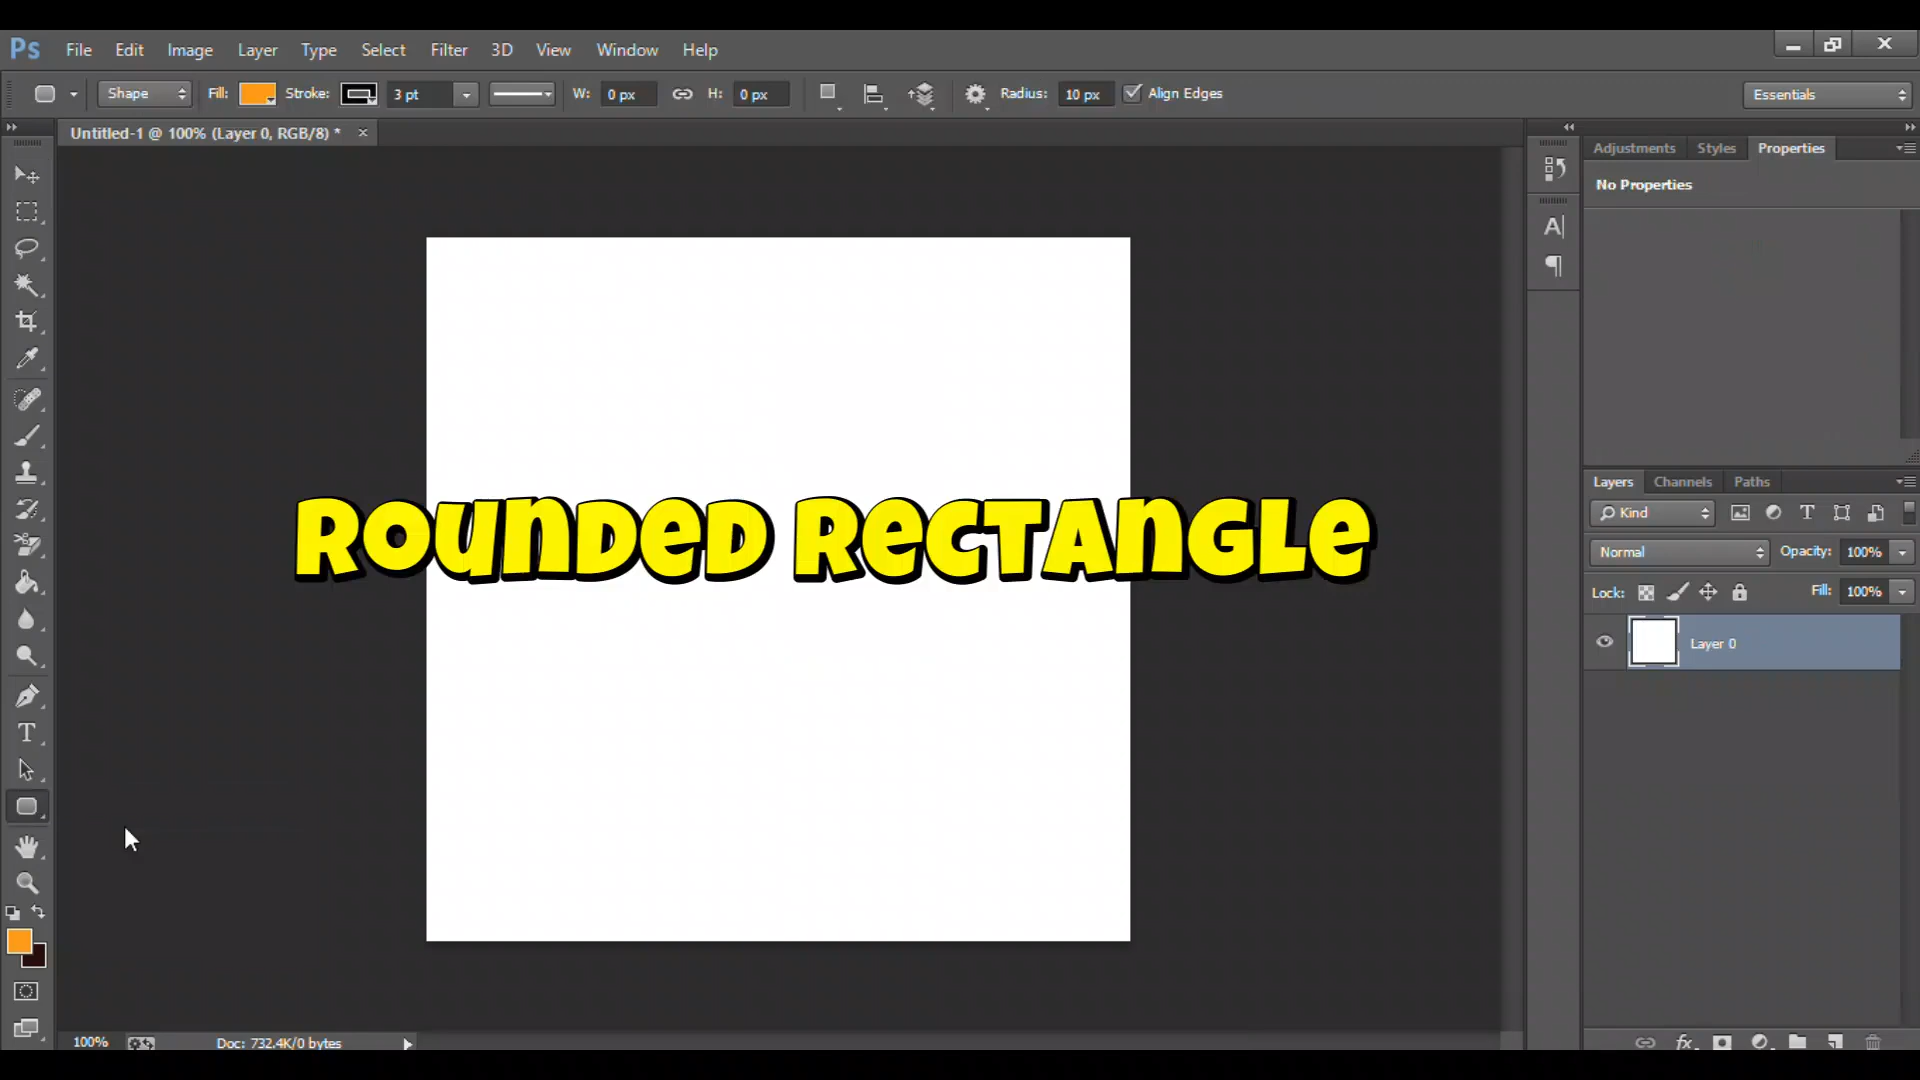 Ps File Edit Image Layer Type Select Filter 3D View Window Help
Shape Fill: Stroke: 3 pt W: 0 px H: 0 px Radius: 10 px Align Edges Essentials
Untitled-1 @ 100% (Layer 0, RGB/8) * ×
Adjustments Styles Properties
No Properties
Rounded Rectangle
Layers Channels Paths
Kind
Normal Opacity: 100%
Lock: Fill: 100%
Layer 0
100% Doc: 732.4K/0 bytes